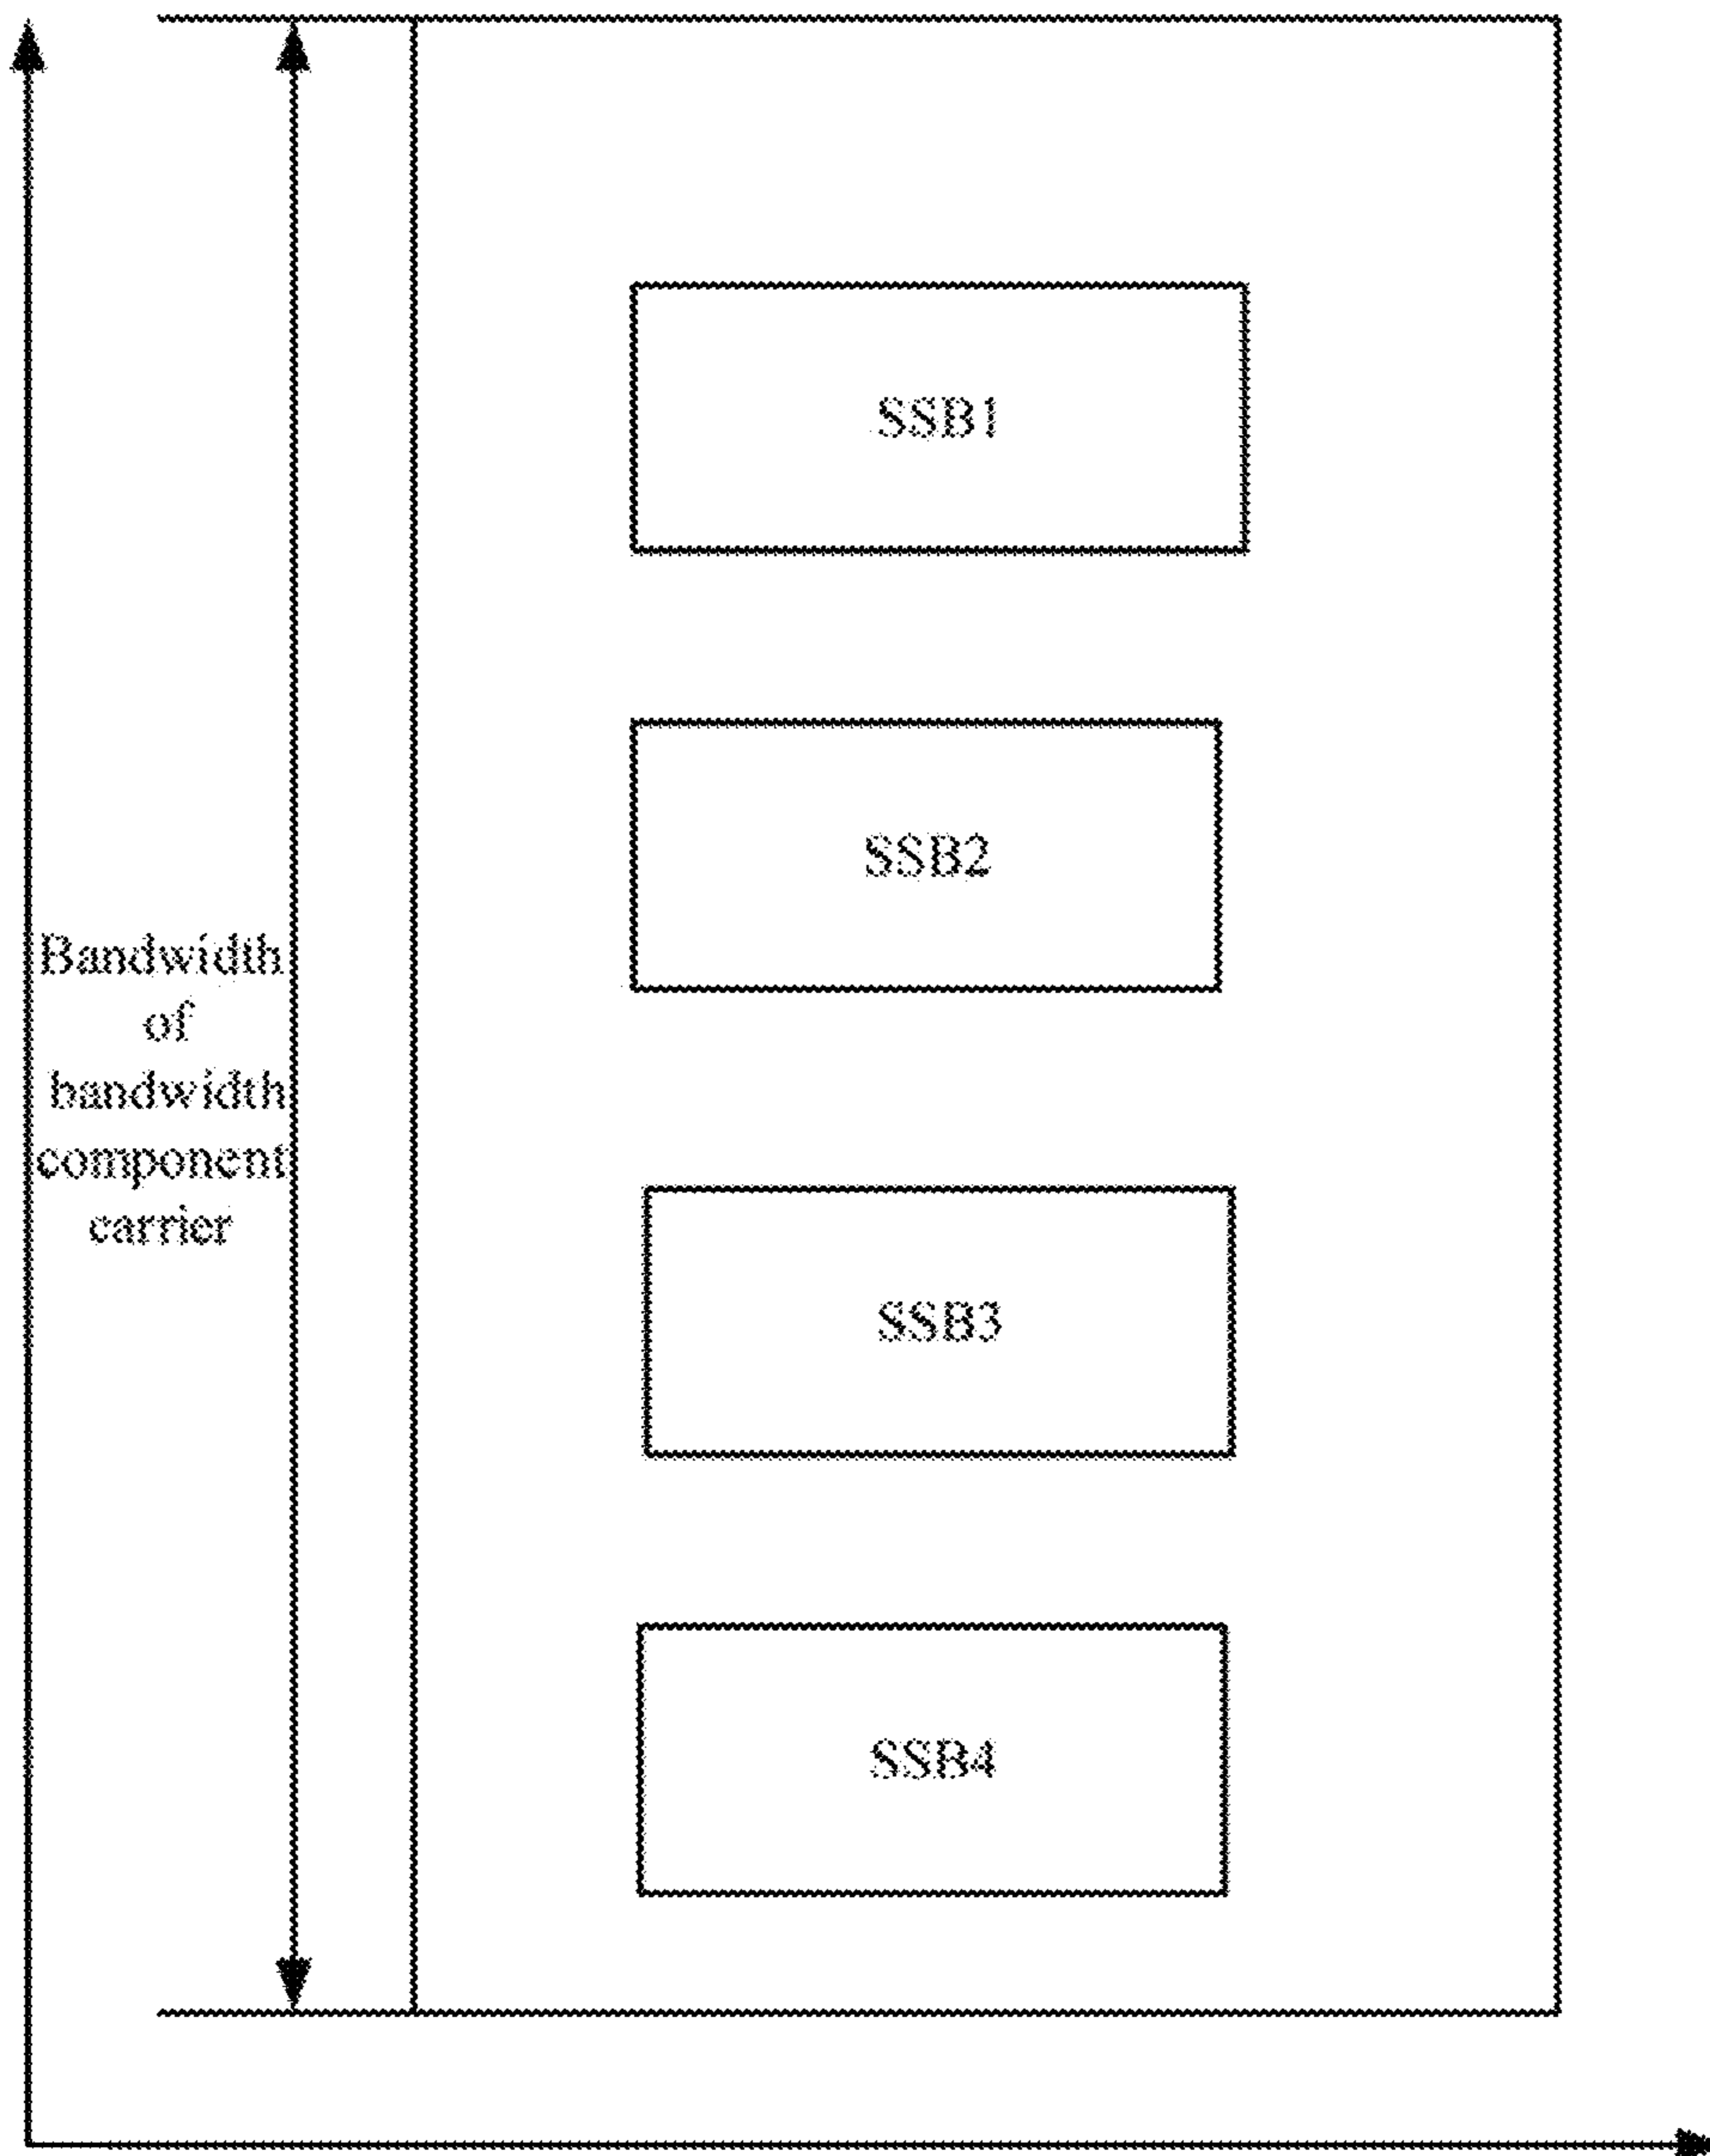 SSB1
SSB2
Bandwidth
of
bandwidth
component
carrier
SSB3
SSB4